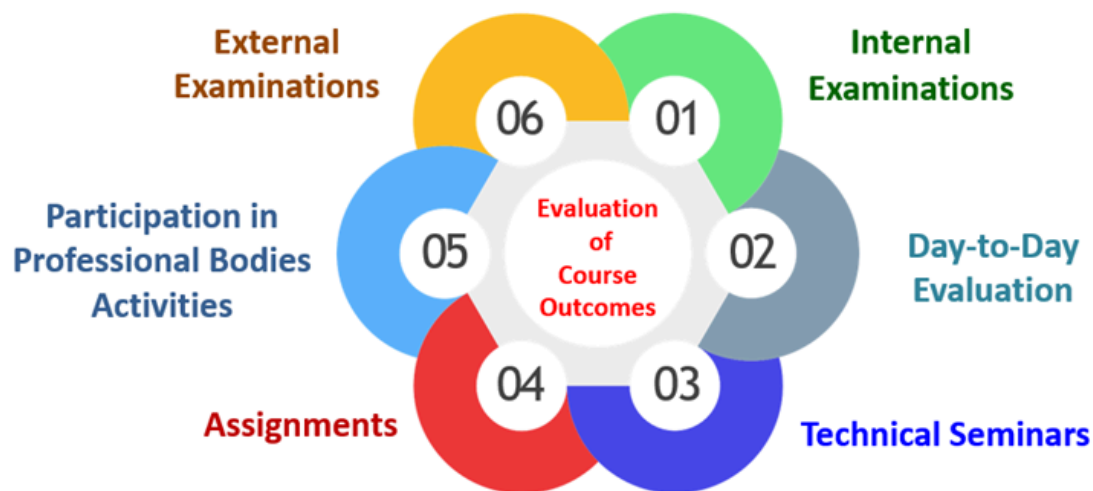 External
Examinations
06
01
Internal
Examinations
Participation in
Professional Bodies
Activities
05
Evaluation
of
Course
Outcomes
02
Day-to-Day
Evaluation
Assignments
04
03
Technical Seminars